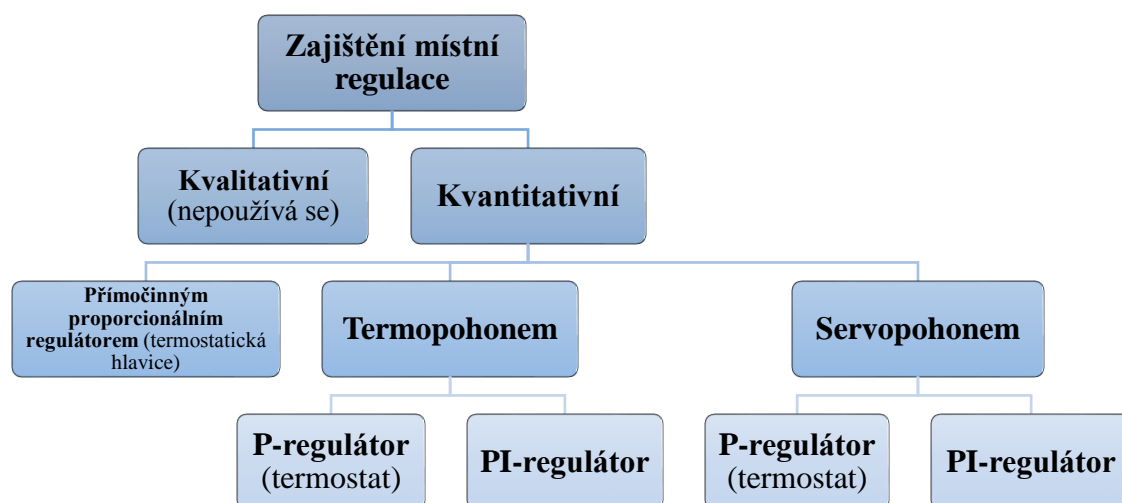 Zajištění místní
regulace
Kvalitativní
(nepoužívá se)
Kvantitativní
Přímočinným
proporcionálním
regulátorem (termostatická
hlavice)
Termopohonem
Servopohonem
P-regulátor
(termostat)
PI-regulátor
P-regulátor
(termostat)
PI-regulátor